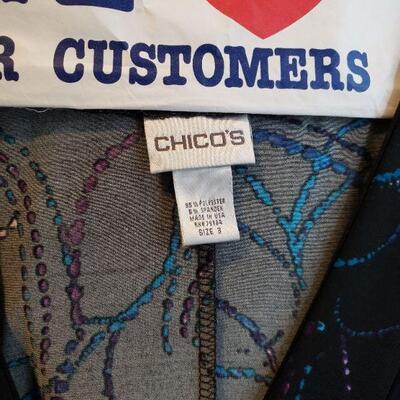 R CUSTOMERS
CHICO'S
95% POLYESTER
5% SPANDEX
MADE IN USA
SIZE 3